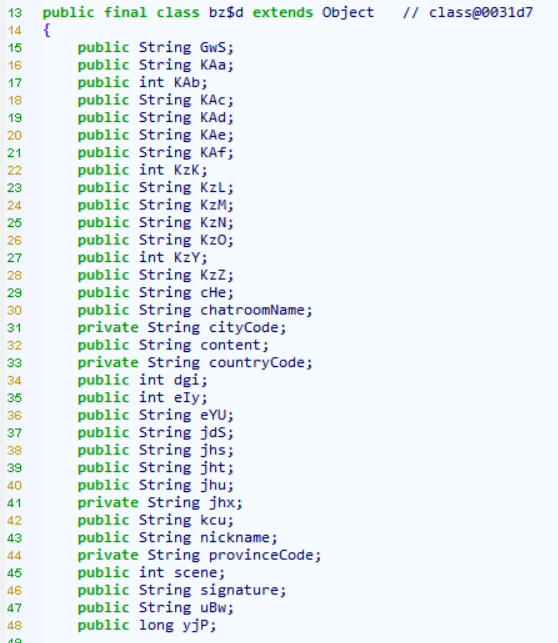 13 public final class bz$d extends Object // class@0031d7
14 {
15 public String GwS;
16 public String KAa;
17 public int KAb;
18 public String KAc;
19 public String KAd;
20 public String KAe;
21 public String KAf;
22 public int KzK;
23 public String KzL;
24 public String KzM;
25 public String KzN;
26 public String KzO;
27 public int KzY;
28 public String KzZ;
29 public String cHe;
30 public String chatroomName;
31 private String cityCode;
32 public String content;
33 private String countryCode;
34 public int dgi;
35 public int eIy;
36 public String eYU;
37 public String jdS;
38 public String jhs;
39 public String jht;
40 public String jhu;
41 private String jhx;
42 public String kcu;
43 public String nickname;
44 private String provinceCode;
45 public int scene;
46 public String signature;
47 public String uBw;
48 public long yjP;
49